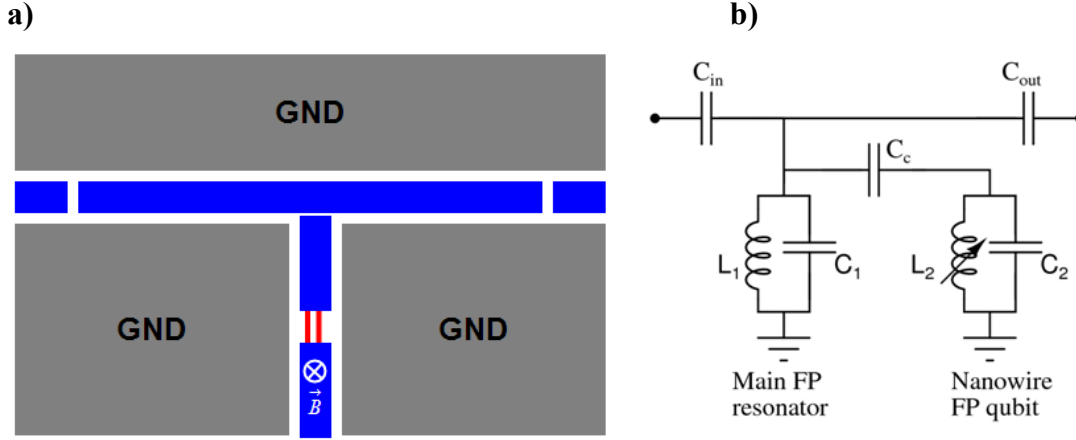 a)
b)
GND
GND
GND
B
C_in
C_out
C_c
L_1
C_1
L_2
C_2
Main FP
resonator
Nanowire
FP qubit